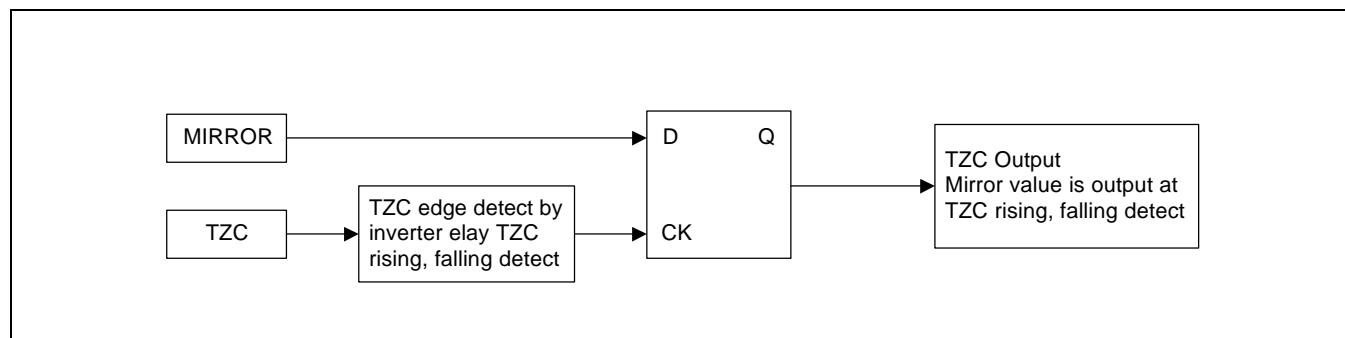 MIRROR
D
Q
TZC Output
Mirror value is output at
TZC rising, falling detect
TZC
TZC edge detect by
inverter elay TZC
rising, falling detect
CK